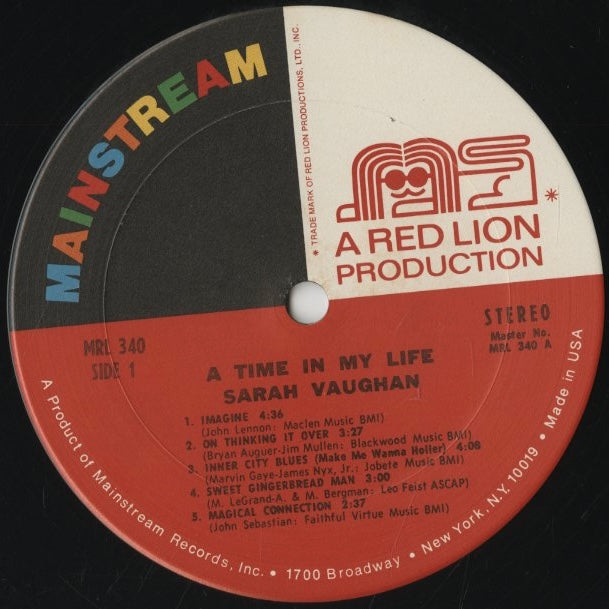 MAINSTREAM
* TRADE MARK OF RED LION PRODUCTIONS, LTD., INC.
*
A RED LION
PRODUCTION
MRL 340
SIDE 1
STEREO
Master No.
MRL 340 A
A TIME IN MY LIFE
SARAH VAUGHAN
1. IMAGINE 4:36
(John Lennon: Maclen Music BMI)
2. ON THINKING IT OVER 3:27
(Bryan Auguer-Jim Mullen: Blackwood Music BMI)
3. INNER CITY BLUES (Make Me Wanna Holler) 4:08
(Marvin Gaye-James Nyx, Jr.: Jobete Music BMI)
4. SWEET GINGERBREAD MAN 3:00
(M. LeGrand-A. & M. Bergman: Leo Feist ASCAP)
5. MAGICAL CONNECTION 2:37
(John Sebastian: Faithful Virtue Music BMI)
A Product of Mainstream Records, Inc. • 1700 Broadway • New York, N.Y. 10019 • Made in USA